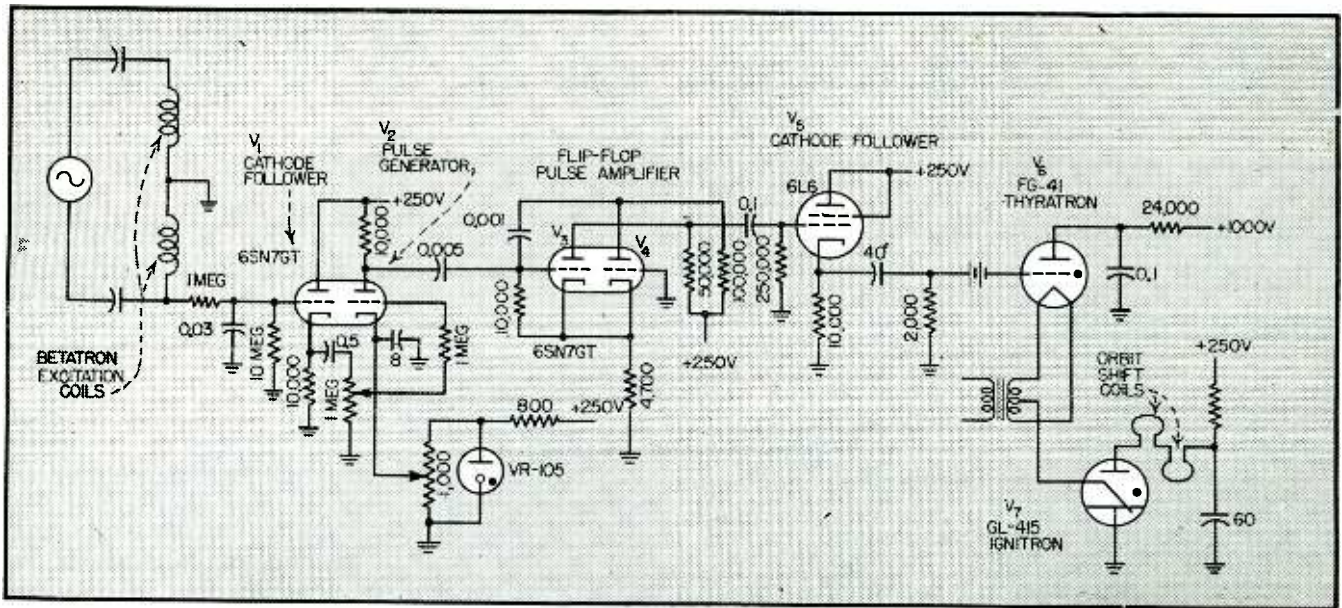 V1
CATHODE
FOLLOWER
V2
PULSE
GENERATOR,
FLIP-FLOP
PULSE AMPLIFIER
V5
CATHODE FOLLOWER
+250V
6L6
V6
FG-41
THYRATRON
+250V
10,000
0,001
0.1
24,000
+1000V
6SN7GT
0,005
V3
V4
40
0.1
1 MEG
0,03
10 MEG
0.5
8
1 MEG
10,000
50,000
100,000
250,000
10,000
2,000
BETATRON
EXCITATION
COILS
10,000
1 MEG
6SN7GT
+250V
4,700
ORBIT
SHIFT
COILS
+250V
800
+250V
VR-105
V7
GL-415
IGNITRON
60